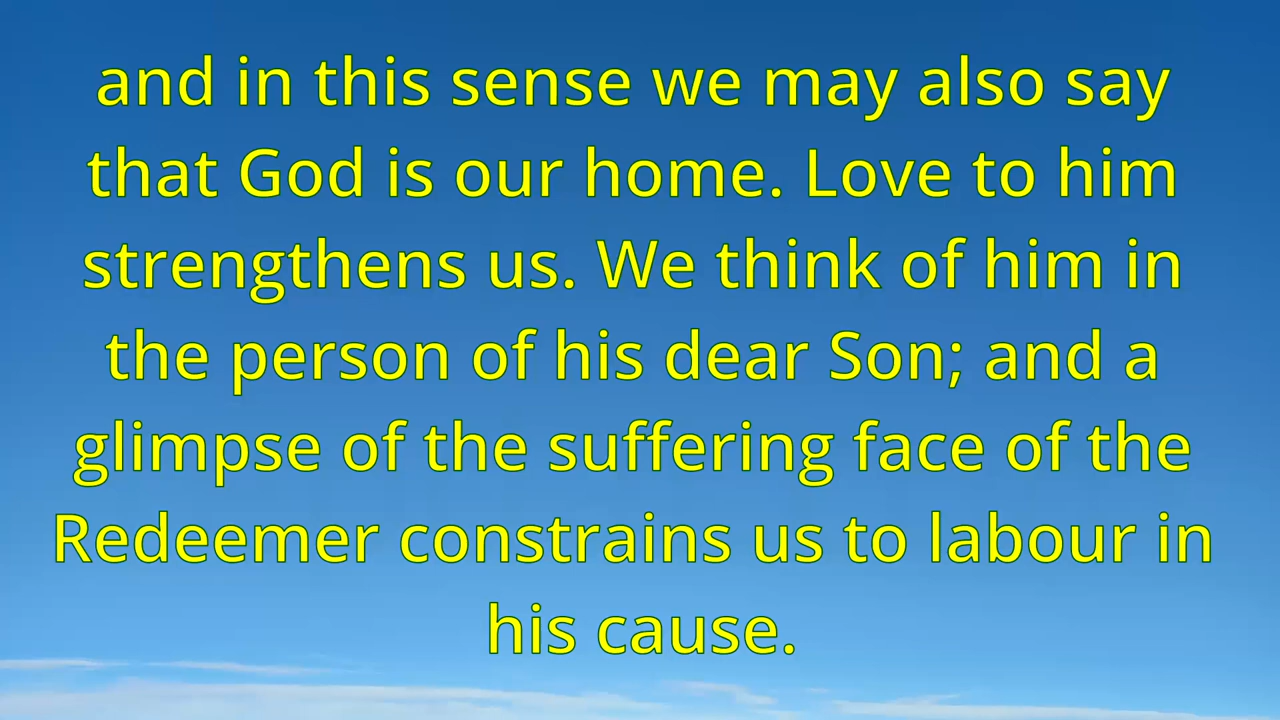 and in this sense we may also say
that God is our home. Love to him
strengthens us. We think of him in
the person of his dear Son; and a
glimpse of the suffering face of the
Redeemer constrains us to labour in
his cause.